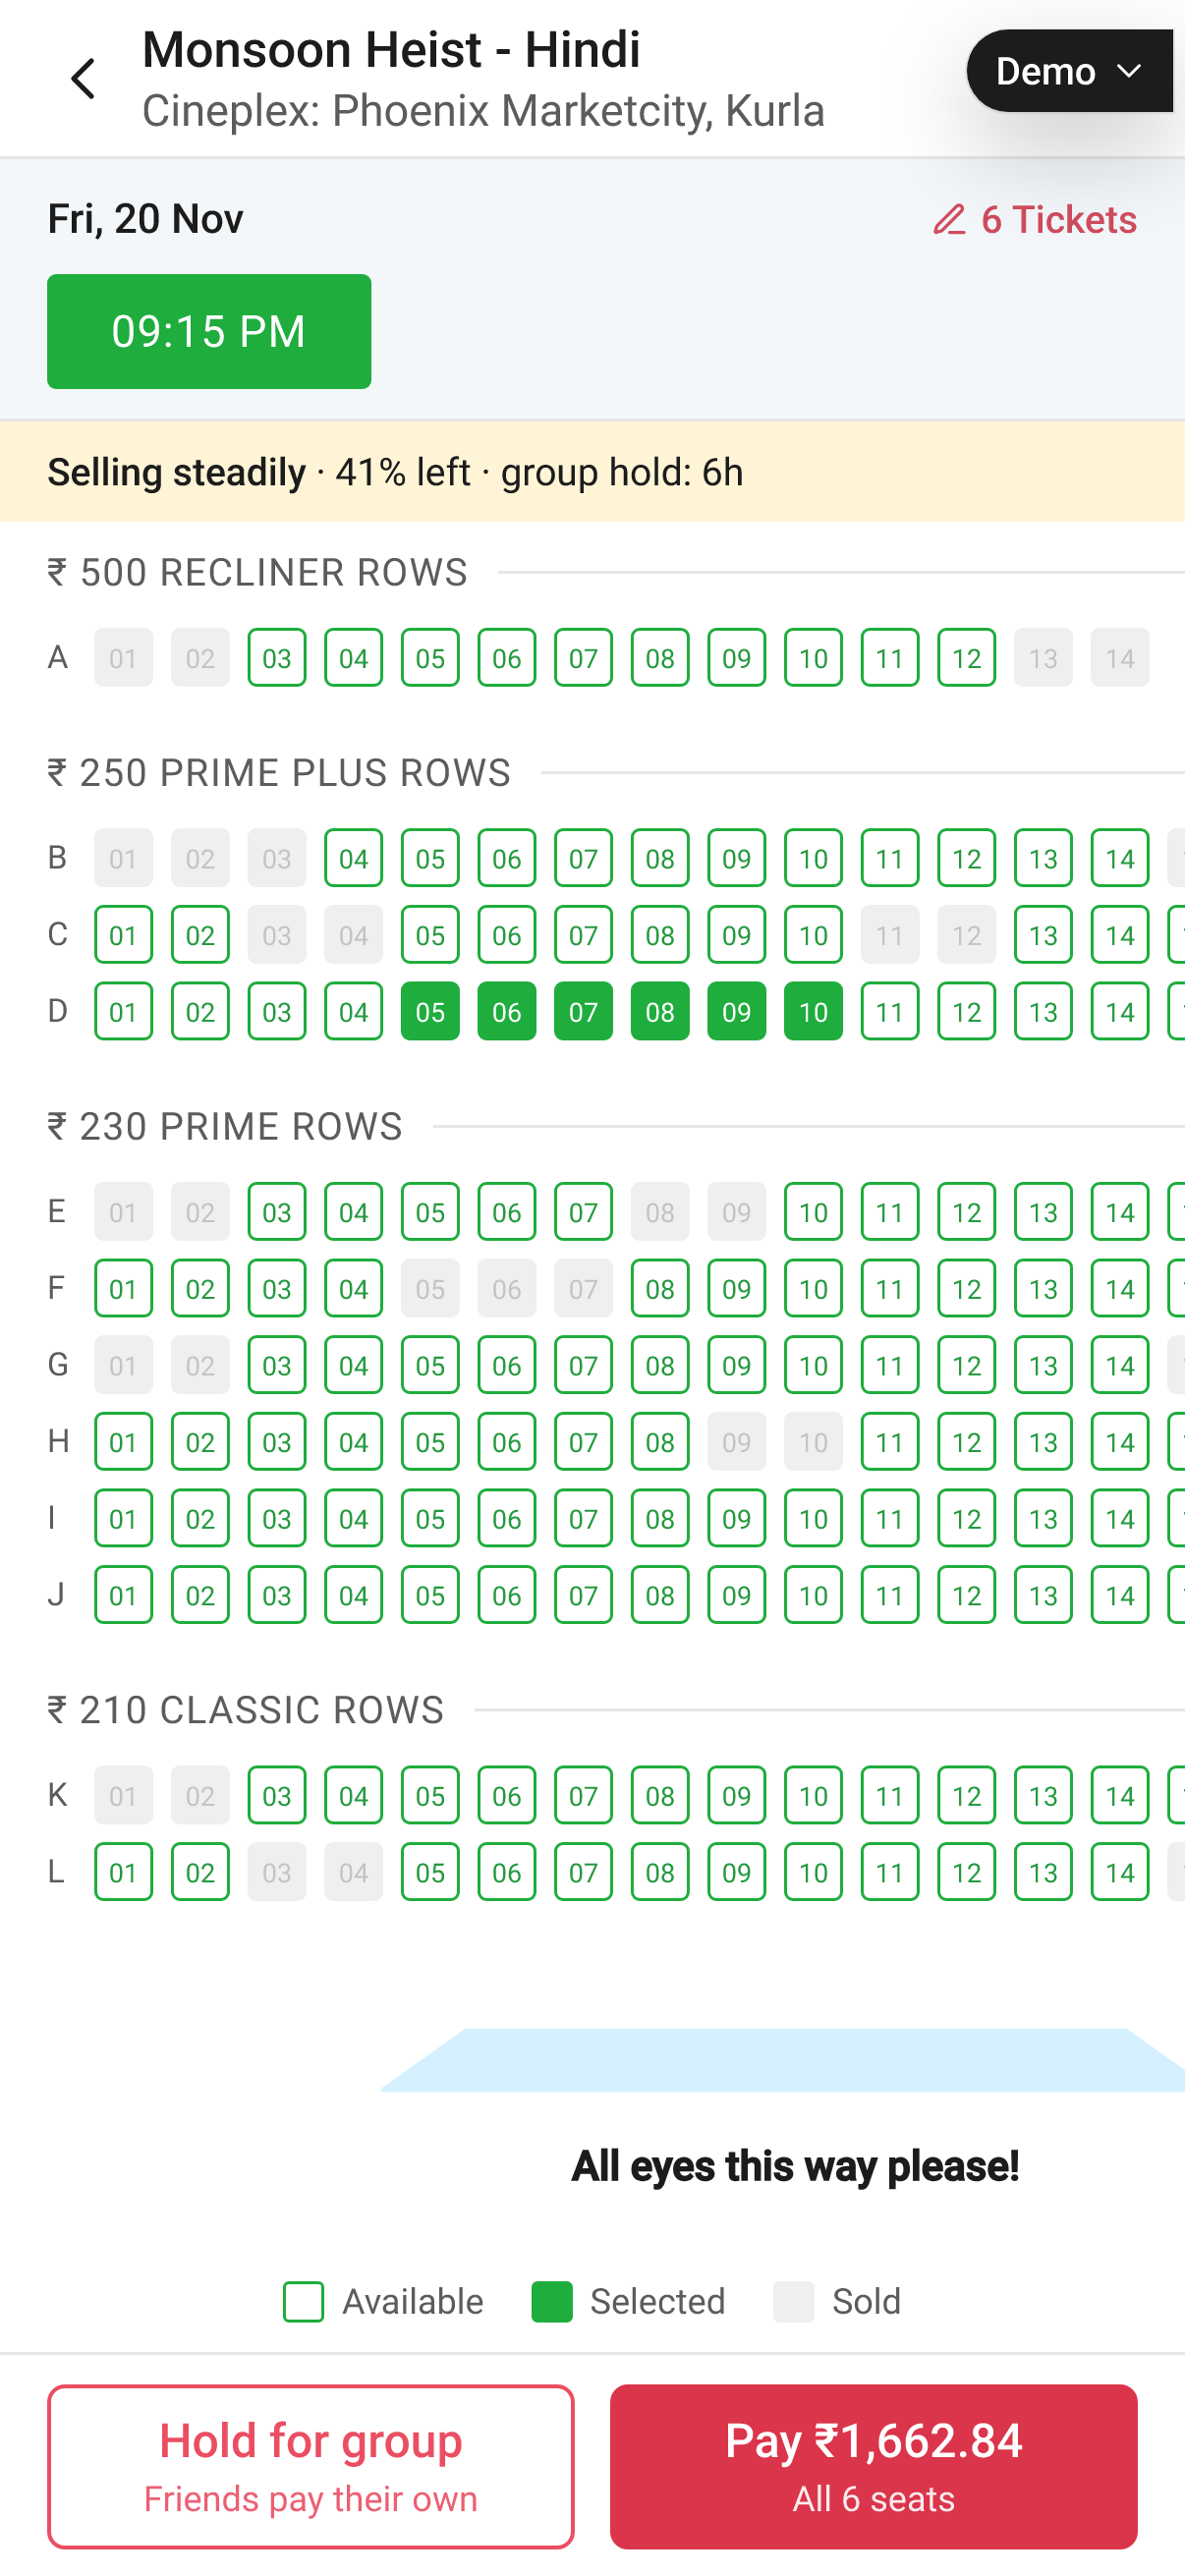 Monsoon Heist - Hindi
Cineplex: Phoenix Marketcity, Kurla
Demo
Fri, 20 Nov
6 Tickets
09:15 PM
Selling steadily · 41% left · group hold: 6h
₹ 500 RECLINER ROWS
A 01 02 03 04 05 06 07 08 09 10 11 12 13 14
₹ 250 PRIME PLUS ROWS
B 01 02 03 04 05 06 07 08 09 10 11 12 13 14
C 01 02 03 04 05 06 07 08 09 10 11 12 13 14
D 01 02 03 04 05 06 07 08 09 10 11 12 13 14
₹ 230 PRIME ROWS
E 01 02 03 04 05 06 07 08 09 10 11 12 13 14
F 01 02 03 04 05 06 07 08 09 10 11 12 13 14
G 01 02 03 04 05 06 07 08 09 10 11 12 13 14
H 01 02 03 04 05 06 07 08 09 10 11 12 13 14
I 01 02 03 04 05 06 07 08 09 10 11 12 13 14
J 01 02 03 04 05 06 07 08 09 10 11 12 13 14
₹ 210 CLASSIC ROWS
K 01 02 03 04 05 06 07 08 09 10 11 12 13 14
L 01 02 03 04 05 06 07 08 09 10 11 12 13 14
All eyes this way please!
Available Selected Sold
Hold for group
Friends pay their own
Pay ₹1,662.84
All 6 seats